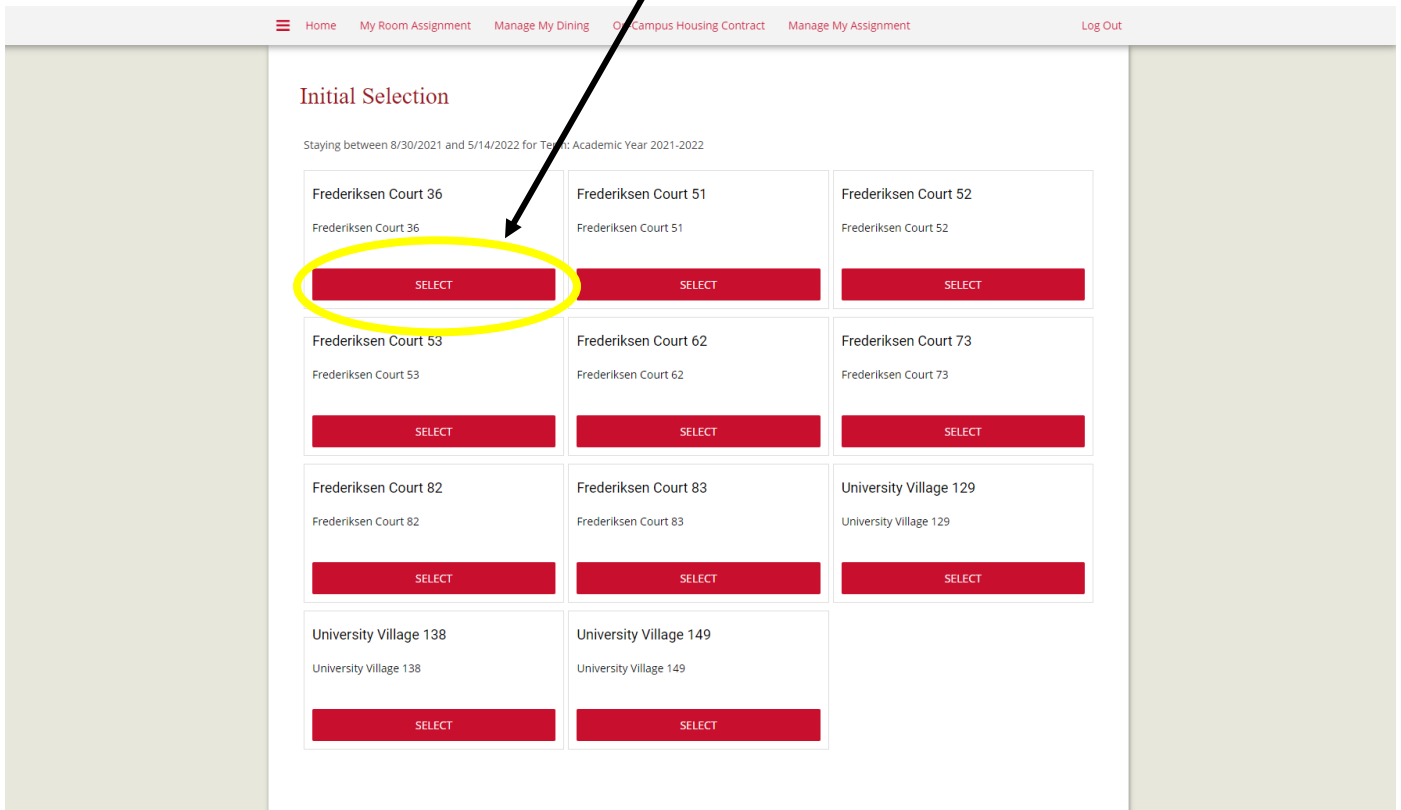 Home My Room Assignment Manage My Dining On-Campus Housing Contract Manage My Assignment Log Out
Initial Selection
Staying between 8/30/2021 and 5/14/2022 for Term: Academic Year 2021-2022
Frederiksen Court 36 Frederiksen Court 51 Frederiksen Court 52
Frederiksen Court 36 Frederiksen Court 51 Frederiksen Court 52
SELECT SELECT SELECT
Frederiksen Court 53 Frederiksen Court 62 Frederiksen Court 73
Frederiksen Court 53 Frederiksen Court 62 Frederiksen Court 73
SELECT SELECT SELECT
Frederiksen Court 82 Frederiksen Court 83 University Village 129
Frederiksen Court 82 Frederiksen Court 83 University Village 129
SELECT SELECT SELECT
University Village 138 University Village 149
University Village 138 University Village 149
SELECT SELECT